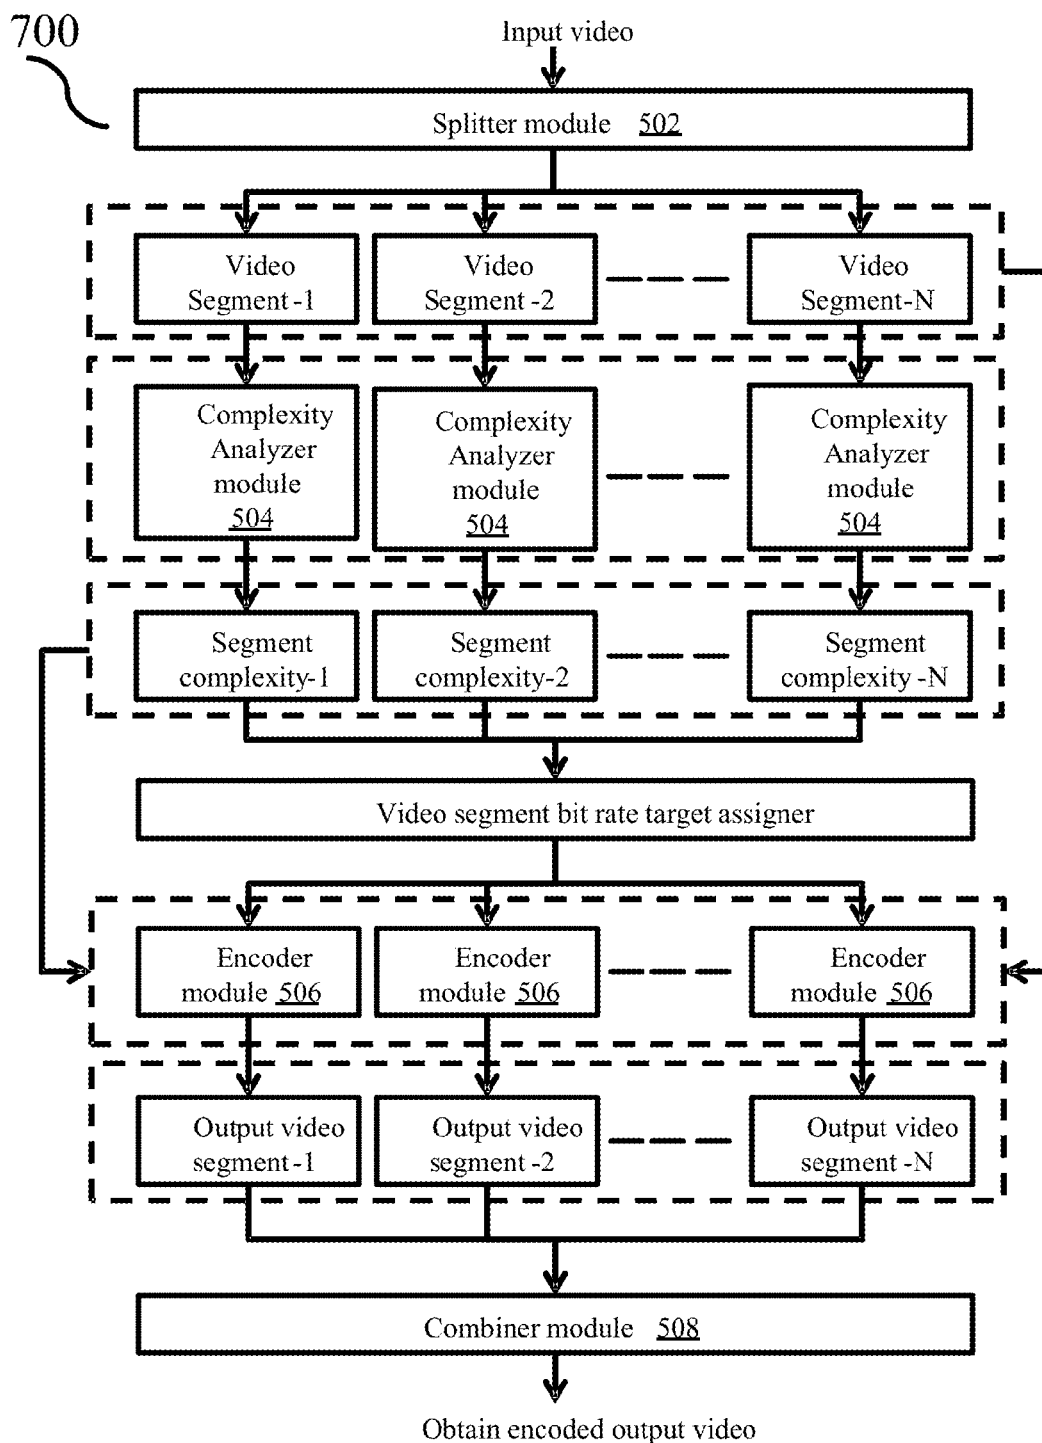 700
Input video
Splitter module 502
Video
Segment-1
Video
Segment-2
Video
Segment-N
Complexity
Analyzer
module
504
Complexity
Analyzer
module
504
Complexity
Analyzer
module
504
Segment
complexity-1
Segment
complexity-2
Segment
complexity-N
Video segment bit rate target assigner
Encoder
module 506
Encoder
module 506
Encoder
module 506
Output video
segment-1
Output video
segment-2
Output video
segment-N
Combiner module 508
Obtain encoded output video